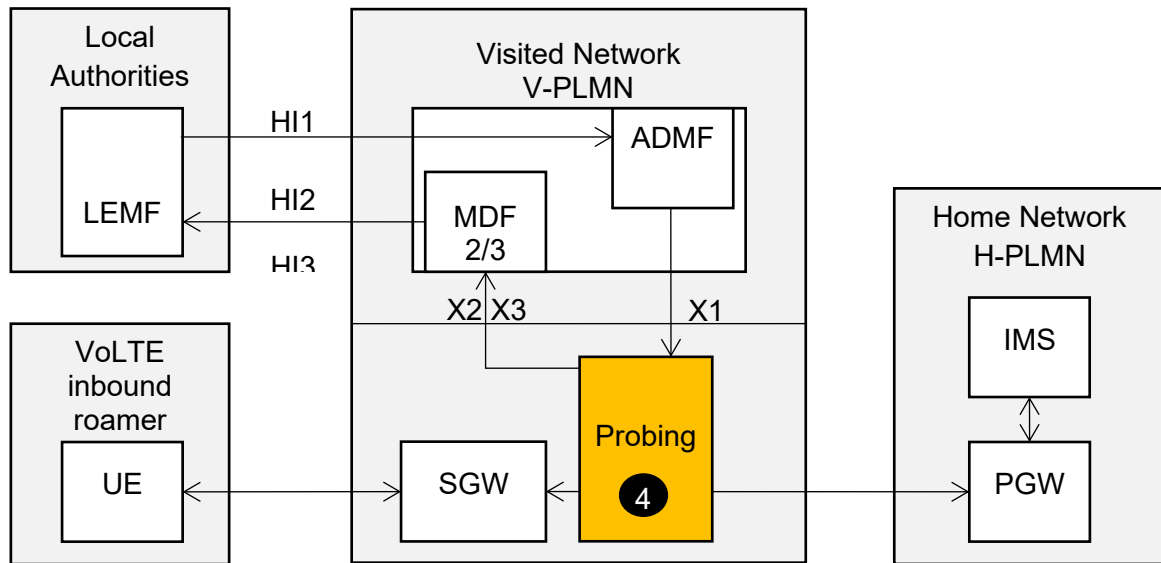 Local
Authorities
LEMF
HI1
HI2
HI3
Visited Network
V-PLMN
ADMF
MDF
2/3
X2 X3
X1
Home Network
H-PLMN
IMS
PGW
VoLTE
inbound
roamer
UE
SGW
Probing
4